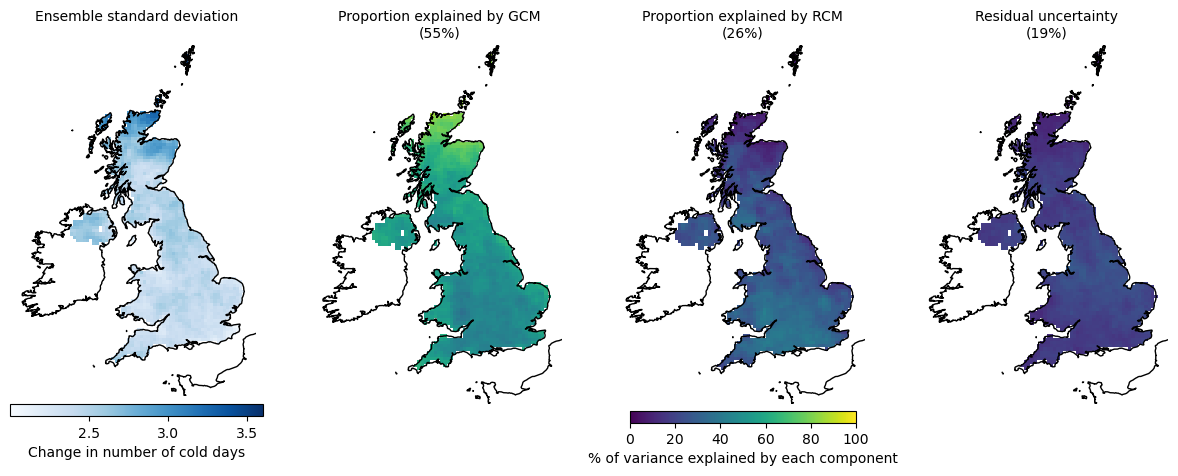 Ensemble standard deviation
Proportion explained by GCM
(55%)
Proportion explained by RCM
(26%)
Residual uncertainty
(19%)
2.5 3.0 3.5
Change in number of cold days
0 20 40 60 80 100
% of variance explained by each component